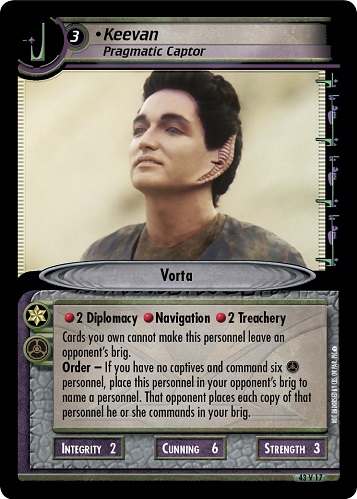 3
• Keevan
Pragmatic Captor
Vorta
2 Diplomacy Navigation 2 Treachery
Cards you own cannot make this personnel leave an
opponent's brig.
Order – If you have no captives and command six
personnel, place this personnel in your opponent's brig to
name a personnel. That opponent places each copy of that
personnel he or she commands in your brig.
INTEGRITY 2 CUNNING 6 STRENGTH 3
43 V 17